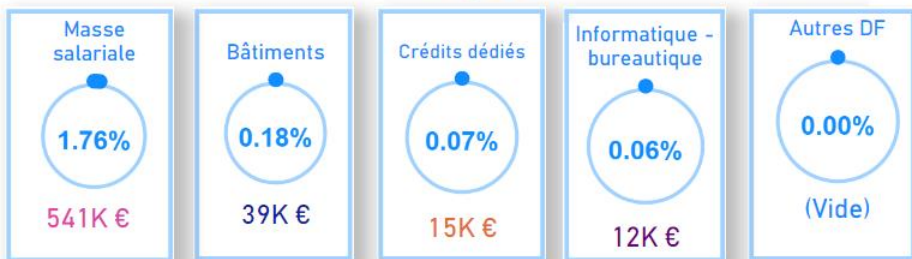 Masse
salariale
1.76%
541K €
Bâtiments
0.18%
39K €
Crédits dédiés
0.07%
15K €
Informatique -
bureautique
0.06%
12K €
Autres DF
0.00%
(Vide)